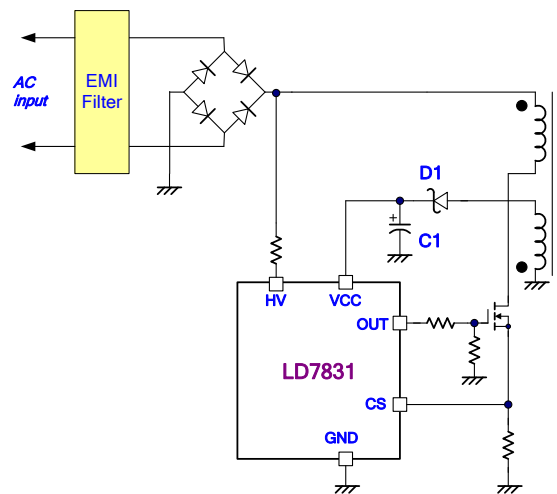 AC
input
EMI
Filter
D1
+
C1
HV
VCC
OUT
LD7831
CS
GND